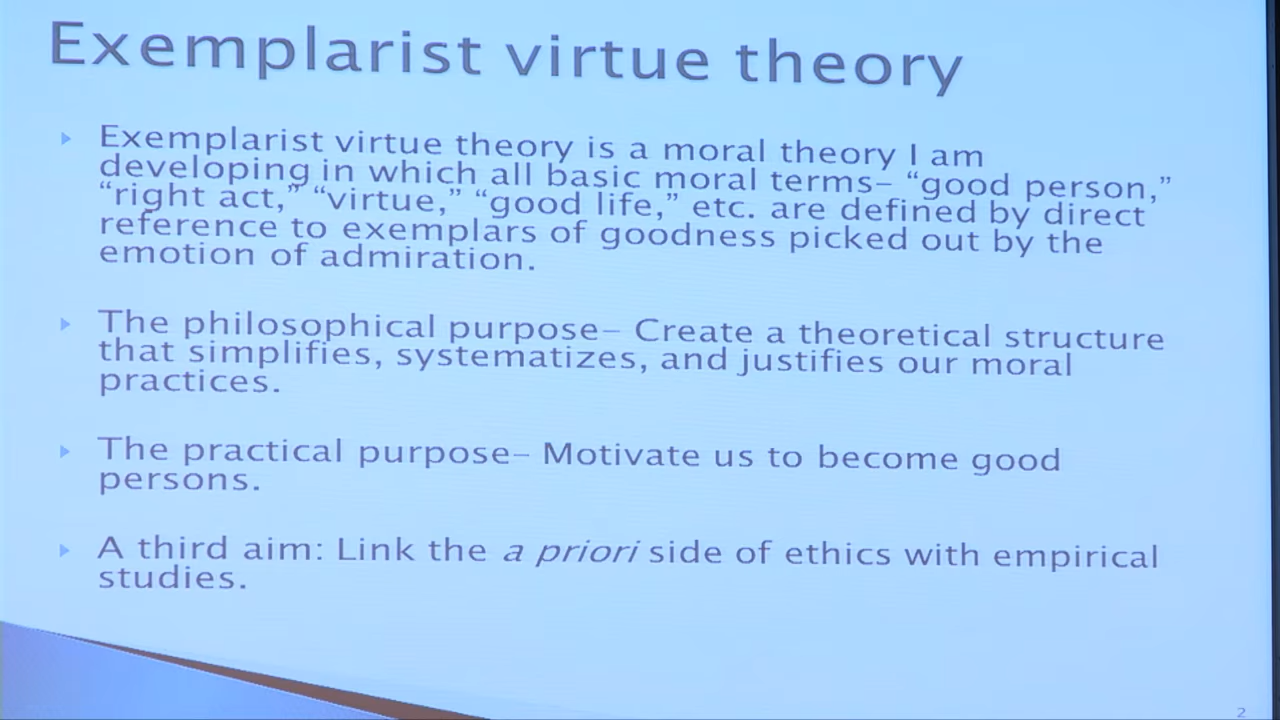 Exemplarist virtue theory
Exemplarist virtue theory is a moral theory I am
developing in which all basic moral terms– “good person,”
“right act,” “virtue,” “good life,” etc. are defined by direct
reference to exemplars of goodness picked out by the
emotion of admiration.
The philosophical purpose– Create a theoretical structure
that simplifies, systematizes, and justifies our moral
practices.
The practical purpose– Motivate us to become good
persons.
A third aim: Link the a priori side of ethics with empirical
studies.
2